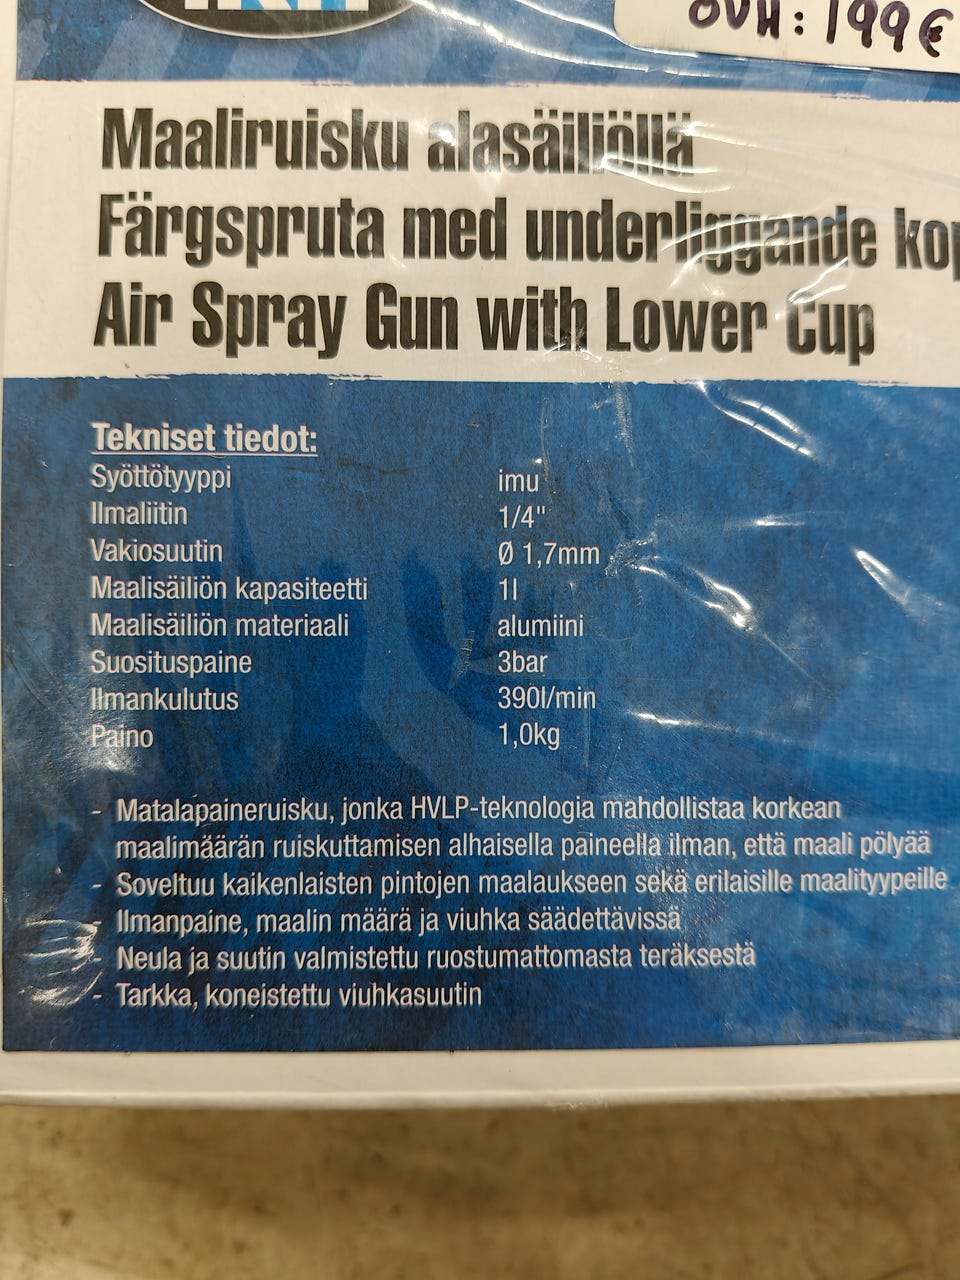 OVH: 199€
Maaliruisku alasäiliöllä
Färgspruta med underliggande
Air Spray Gun with Lower Cup
Tekniset tiedot:
Syöttötyyppi imu
Ilmaliitin 1/4"
Vakiosuutin Ø 1,7mm
Maalisäiliön kapasiteetti 1l
Maalisäiliön materiaali alumiini
Suosituspaine 3bar
Ilmankulutus 390l/min
Paino 1,0kg
- Matalapaineruisku, jonka HVLP-teknologia mahdollistaa korkean
maalimäärän ruiskuttamisen alhaisella paineella ilman, että maali pölyää
- Soveltuu kaikenlaisten pintojen maalaukseen sekä erilaisille maalityypeille
- Ilmanpaine, maalin määrä ja viuhka säädettävissä
- Neula ja suutin valmistettu ruostumattomasta teräksestä
- Tarkka, koneistettu viuhkasuutin